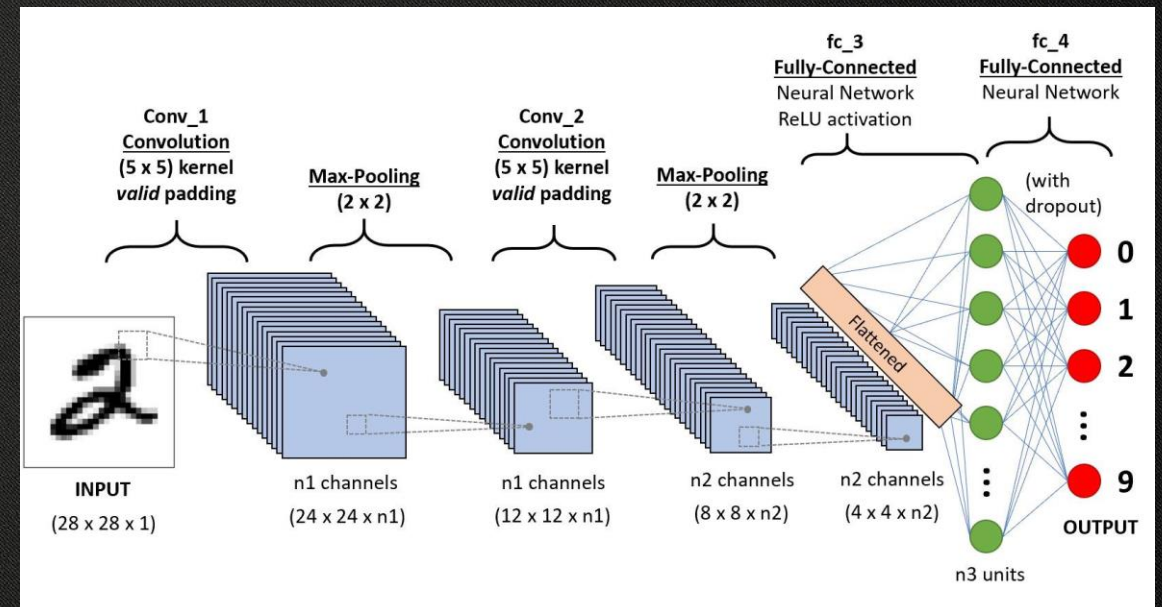 Conv_1
Convolution
(5 x 5) kernel
valid padding
Max-Pooling
(2 x 2)
Conv_2
Convolution
(5 x 5) kernel
valid padding
Max-Pooling
(2 x 2)
fc_3
Fully-Connected
Neural Network
ReLU activation
fc_4
Fully-Connected
Neural Network
(with
dropout)
Flattened
0
1
2
9
2
INPUT
(28 x 28 x 1)
n1 channels
(24 x 24 x n1)
n1 channels
(12 x 12 x n1)
n2 channels
(8 x 8 x n2)
n2 channels
(4 x 4 x n2)
n3 units
OUTPUT